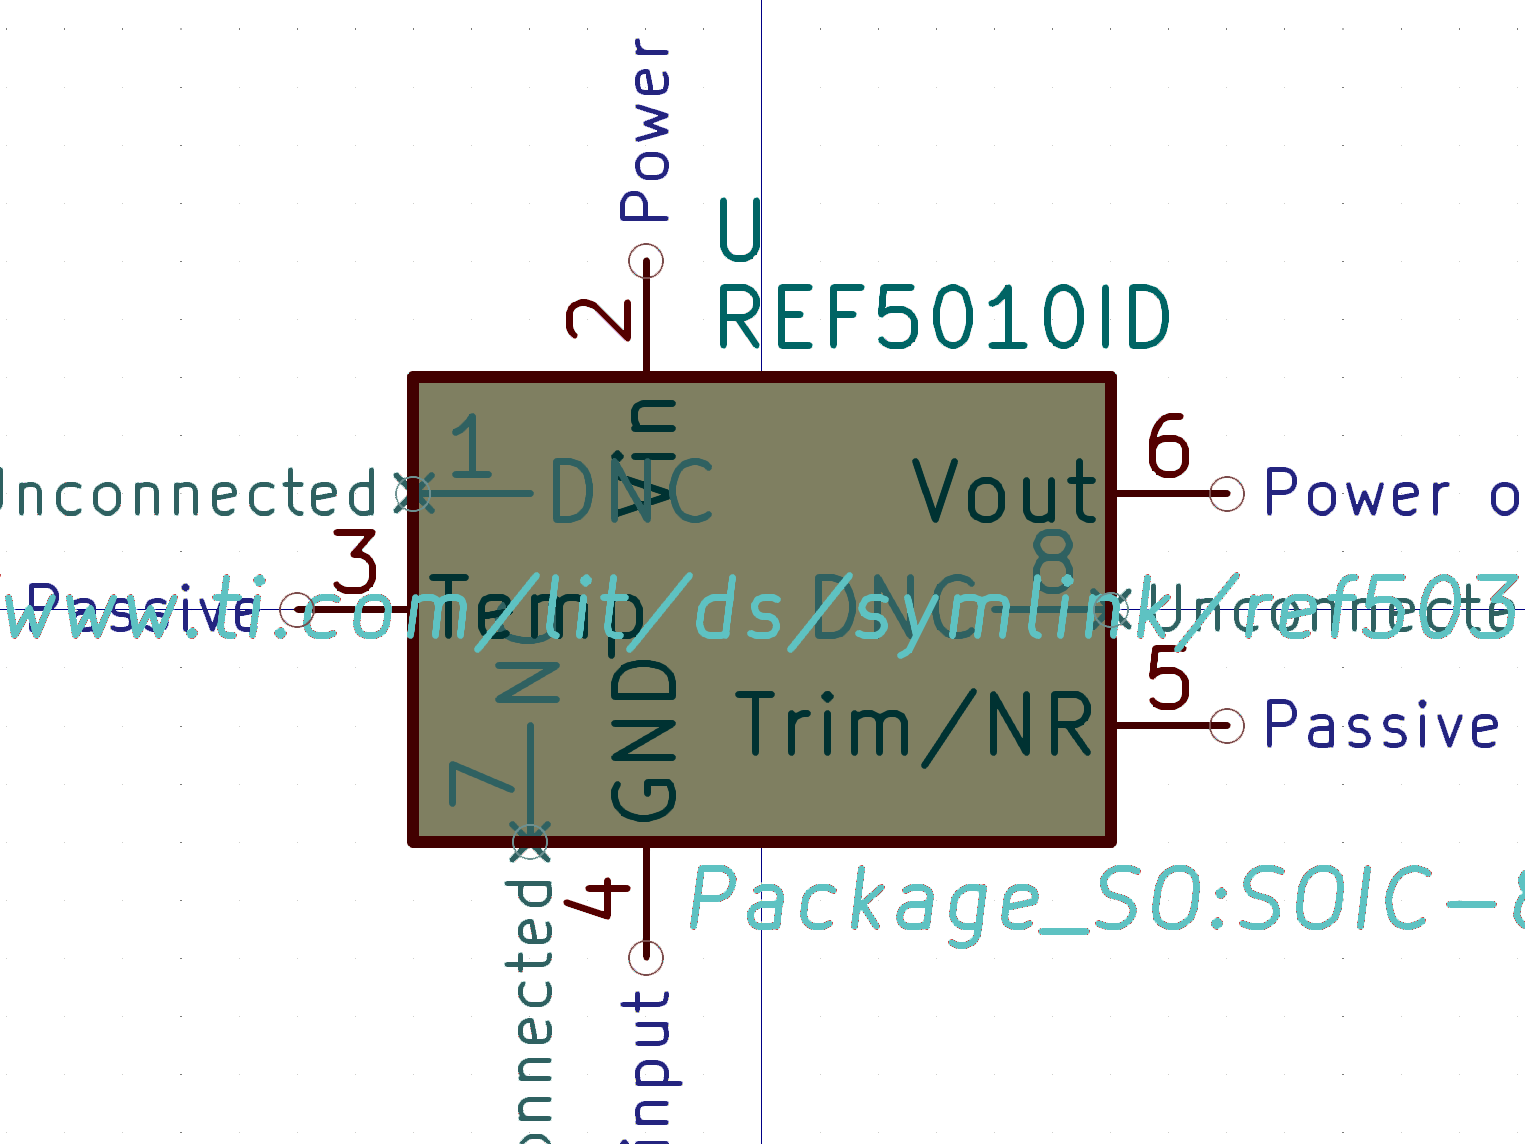 Power
U
REF5010ID
2
1
Vin
6
Unconnected
DNC
Vout
Power o
3
8
Passive
Temp
DNC
Unconnecte
www.ti.com/lit/ds/symlink/ref503
NC
5
GND
Trim/NR
Passive
7
4
Package_SO:SOIC-8
onnected
input